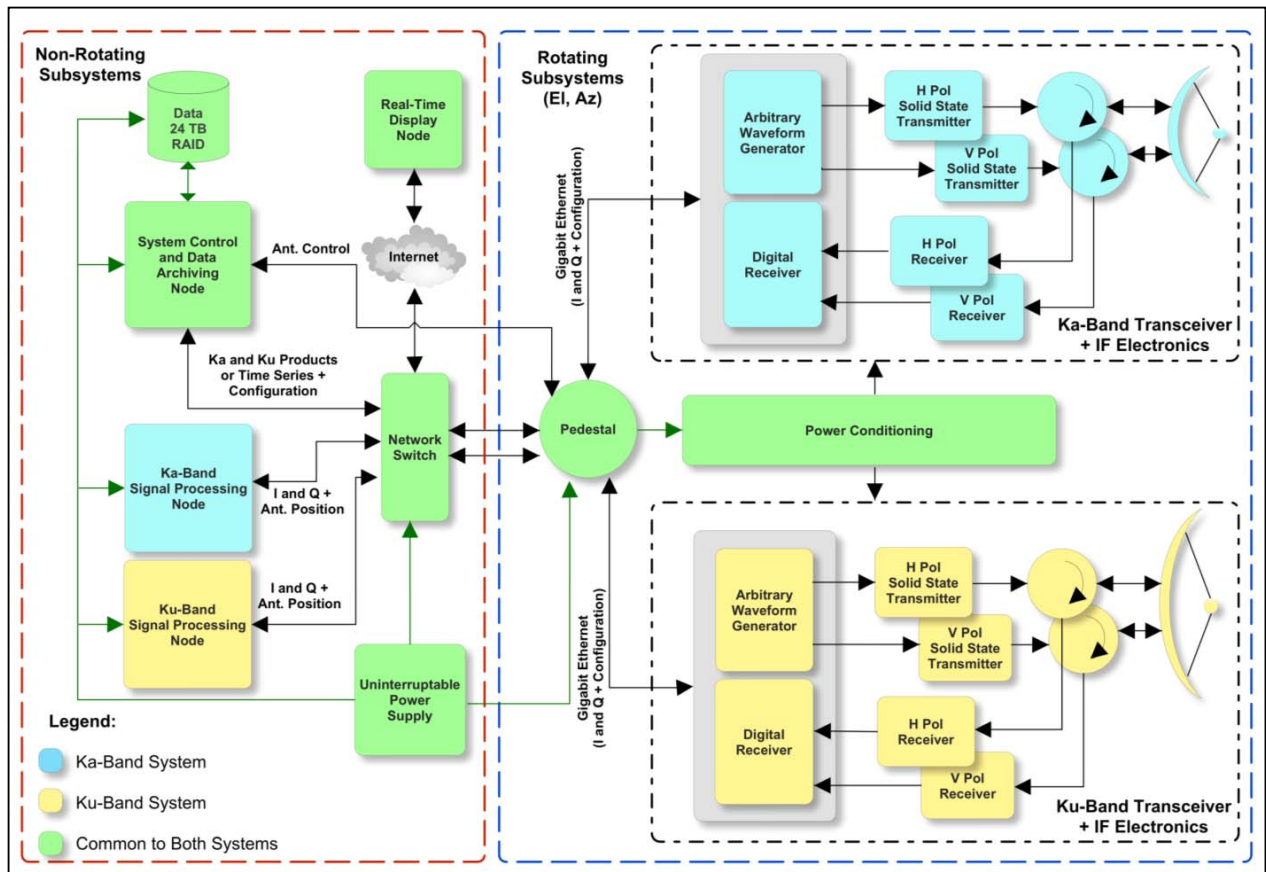 Non-Rotating
Subsystems
Data
24 TB
RAID
Real-Time
Display
Node
System Control
and Data
Archiving
Node
Ant. Control
Internet
Ka and Ku Products
or Time Series +
Configuration
Network
Switch
Ka-Band
Signal Processing
Node
I and Q +
Ant. Position
Ku-Band
Signal Processing
Node
I and Q +
Ant. Position
Uninterruptable
Power
Supply
Legend:
Ka-Band System
Ku-Band System
Common to Both Systems
Rotating
Subsystems
(El, Az)
Gigabit Ethernet
(I and Q + Configuration)
Pedestal
Gigabit Ethernet
(I and Q + Configuration)
Arbitrary
Waveform
Generator
H Pol
Solid State
Transmitter
V Pol
Solid State
Transmitter
Digital
Receiver
H Pol
Receiver
V Pol
Receiver
Ka-Band Transceiver
+ IF Electronics
Power Conditioning
Arbitrary
Waveform
Generator
H Pol
Solid State
Transmitter
V Pol
Solid State
Transmitter
Digital
Receiver
H Pol
Receiver
V Pol
Receiver
Ku-Band Transceiver
+ IF Electronics